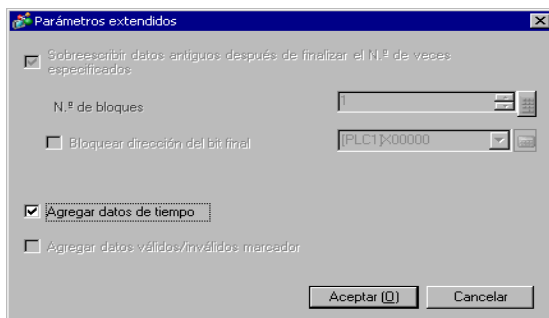 Parámetros extendidos
Sobreescribir datos antiguos después de finalizar el N.º de veces
especificados
N.º de bloques
1
Bloquear dirección del bit final
[PLC1]X00000
Agregar datos de tiempo
Agregar datos válidos/inválidos marcador
Aceptar (O)
Cancelar